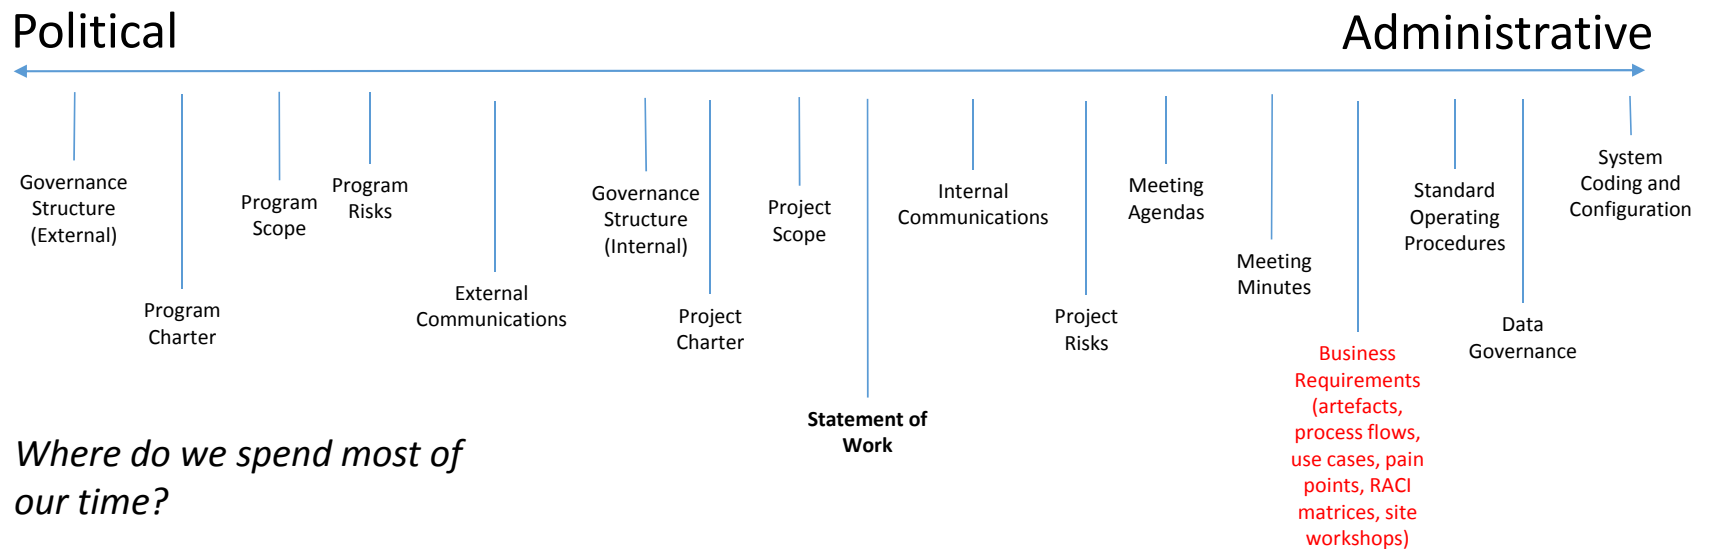 Political
Administrative
Governance
Structure
(External)
Program
Charter
Program
Scope
Program
Risks
External
Communications
Governance
Structure
(Internal)
Project
Charter
Project
Scope
Statement of
Work
Internal
Communications
Project
Risks
Meeting
Agendas
Meeting
Minutes
Business
Requirements
(artefacts,
process flows,
use cases, pain
points, RACI
matrices, site
workshops)
Standard
Operating
Procedures
Data
Governance
System
Coding and
Configuration
Where do we spend most of
our time?